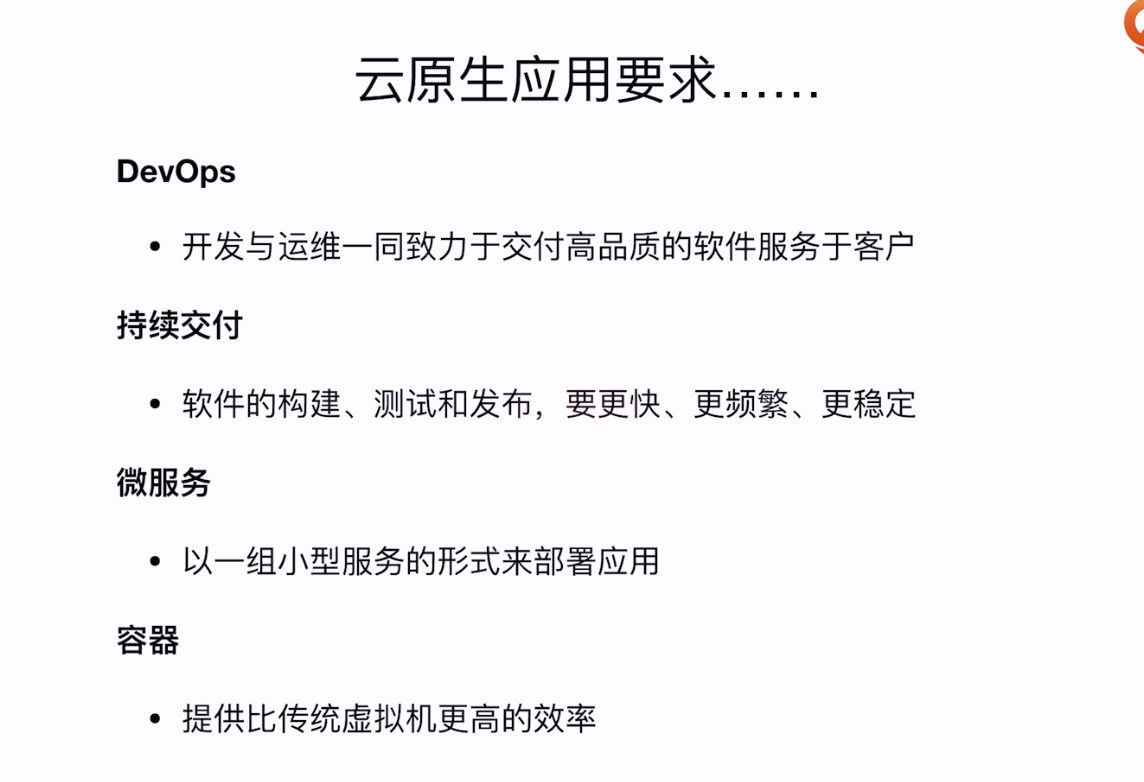 云原生应用要求……
DevOps
• 开发与运维一同致力于交付高品质的软件服务于客户
持续交付
• 软件的构建、测试和发布，要更快、更频繁、更稳定
微服务
• 以一组小型服务的形式来部署应用
容器
• 提供比传统虚拟机更高的效率